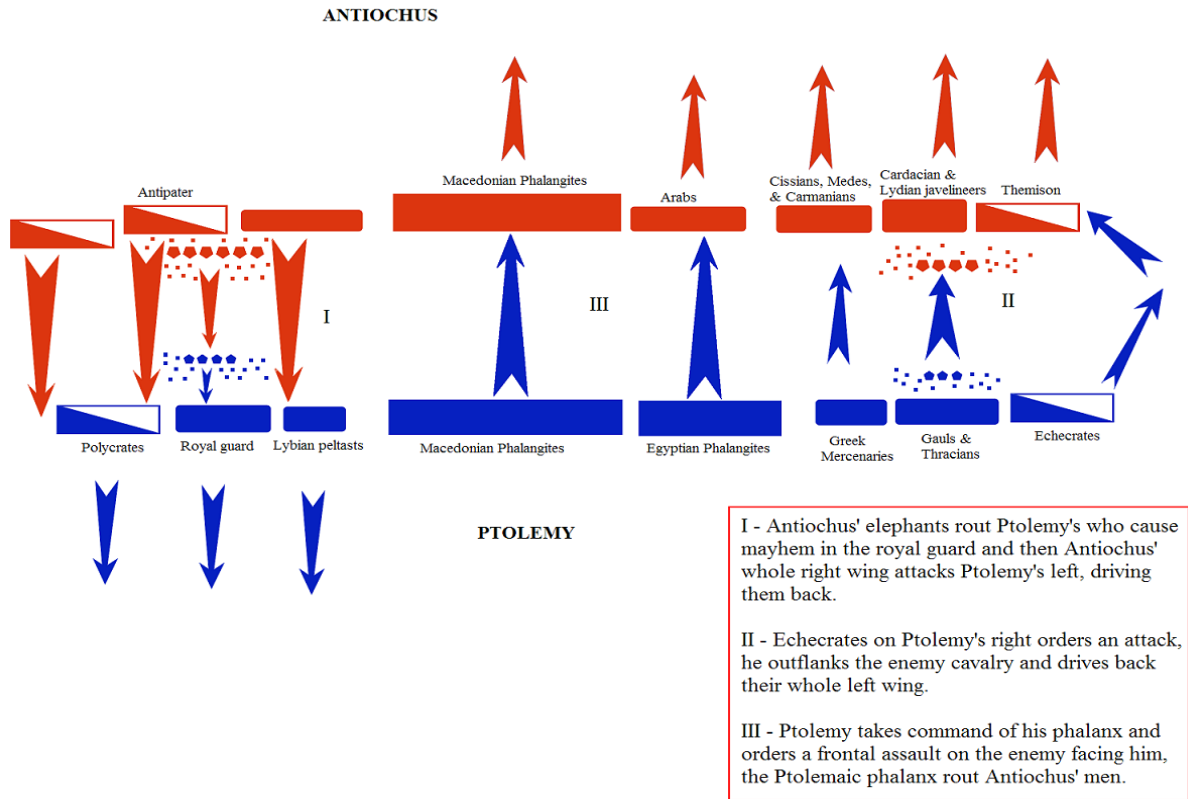 ANTIOCHUS
Antipater
Macedonian Phalangites
Arabs
Cissians, Medes,
& Carmanians
Cardacian &
Lydian javelineers
Themison
I
III
II
Polycrates
Royal guard
Lybian peltasts
Macedonian Phalangites
Egyptian Phalangites
Greek
Mercenaries
Gauls &
Thracians
Echecrates
PTOLEMY
I - Antiochus' elephants rout Ptolemy's who cause
mayhem in the royal guard and then Antiochus'
whole right wing attacks Ptolemy's left, driving
them back.
II - Echecrates on Ptolemy's right orders an attack,
he outflanks the enemy cavalry and drives back
their whole left wing.
III - Ptolemy takes command of his phalanx and
orders a frontal assault on the enemy facing him,
the Ptolemaic phalanx rout Antiochus' men.